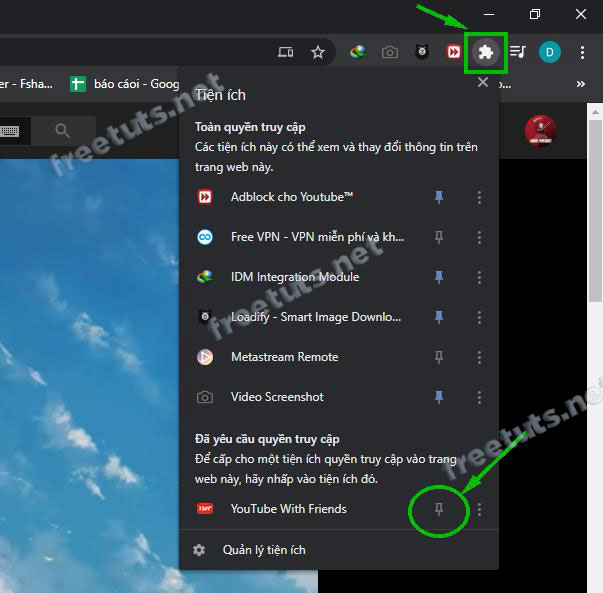 D
er - Fsha...
báo cáoi - Goog
Tiện ích
Toàn quyền truy cập
Các tiện ích này có thể xem và thay đổi thông tin trên
trang web này.
Adblock cho Youtube™
Free VPN - VPN miễn phí và kh...
IDM Integration Module
Loadify - Smart Image Downlo...
Metastream Remote
Video Screenshot
Đã yêu cầu quyền truy cập
Để cấp cho một tiện ích quyền truy cập vào trang
web này, hãy nhấp vào tiện ích đó.
YouTube With Friends
Quản lý tiện ích
freetuts.net
freetuts.net
freetuts.ne